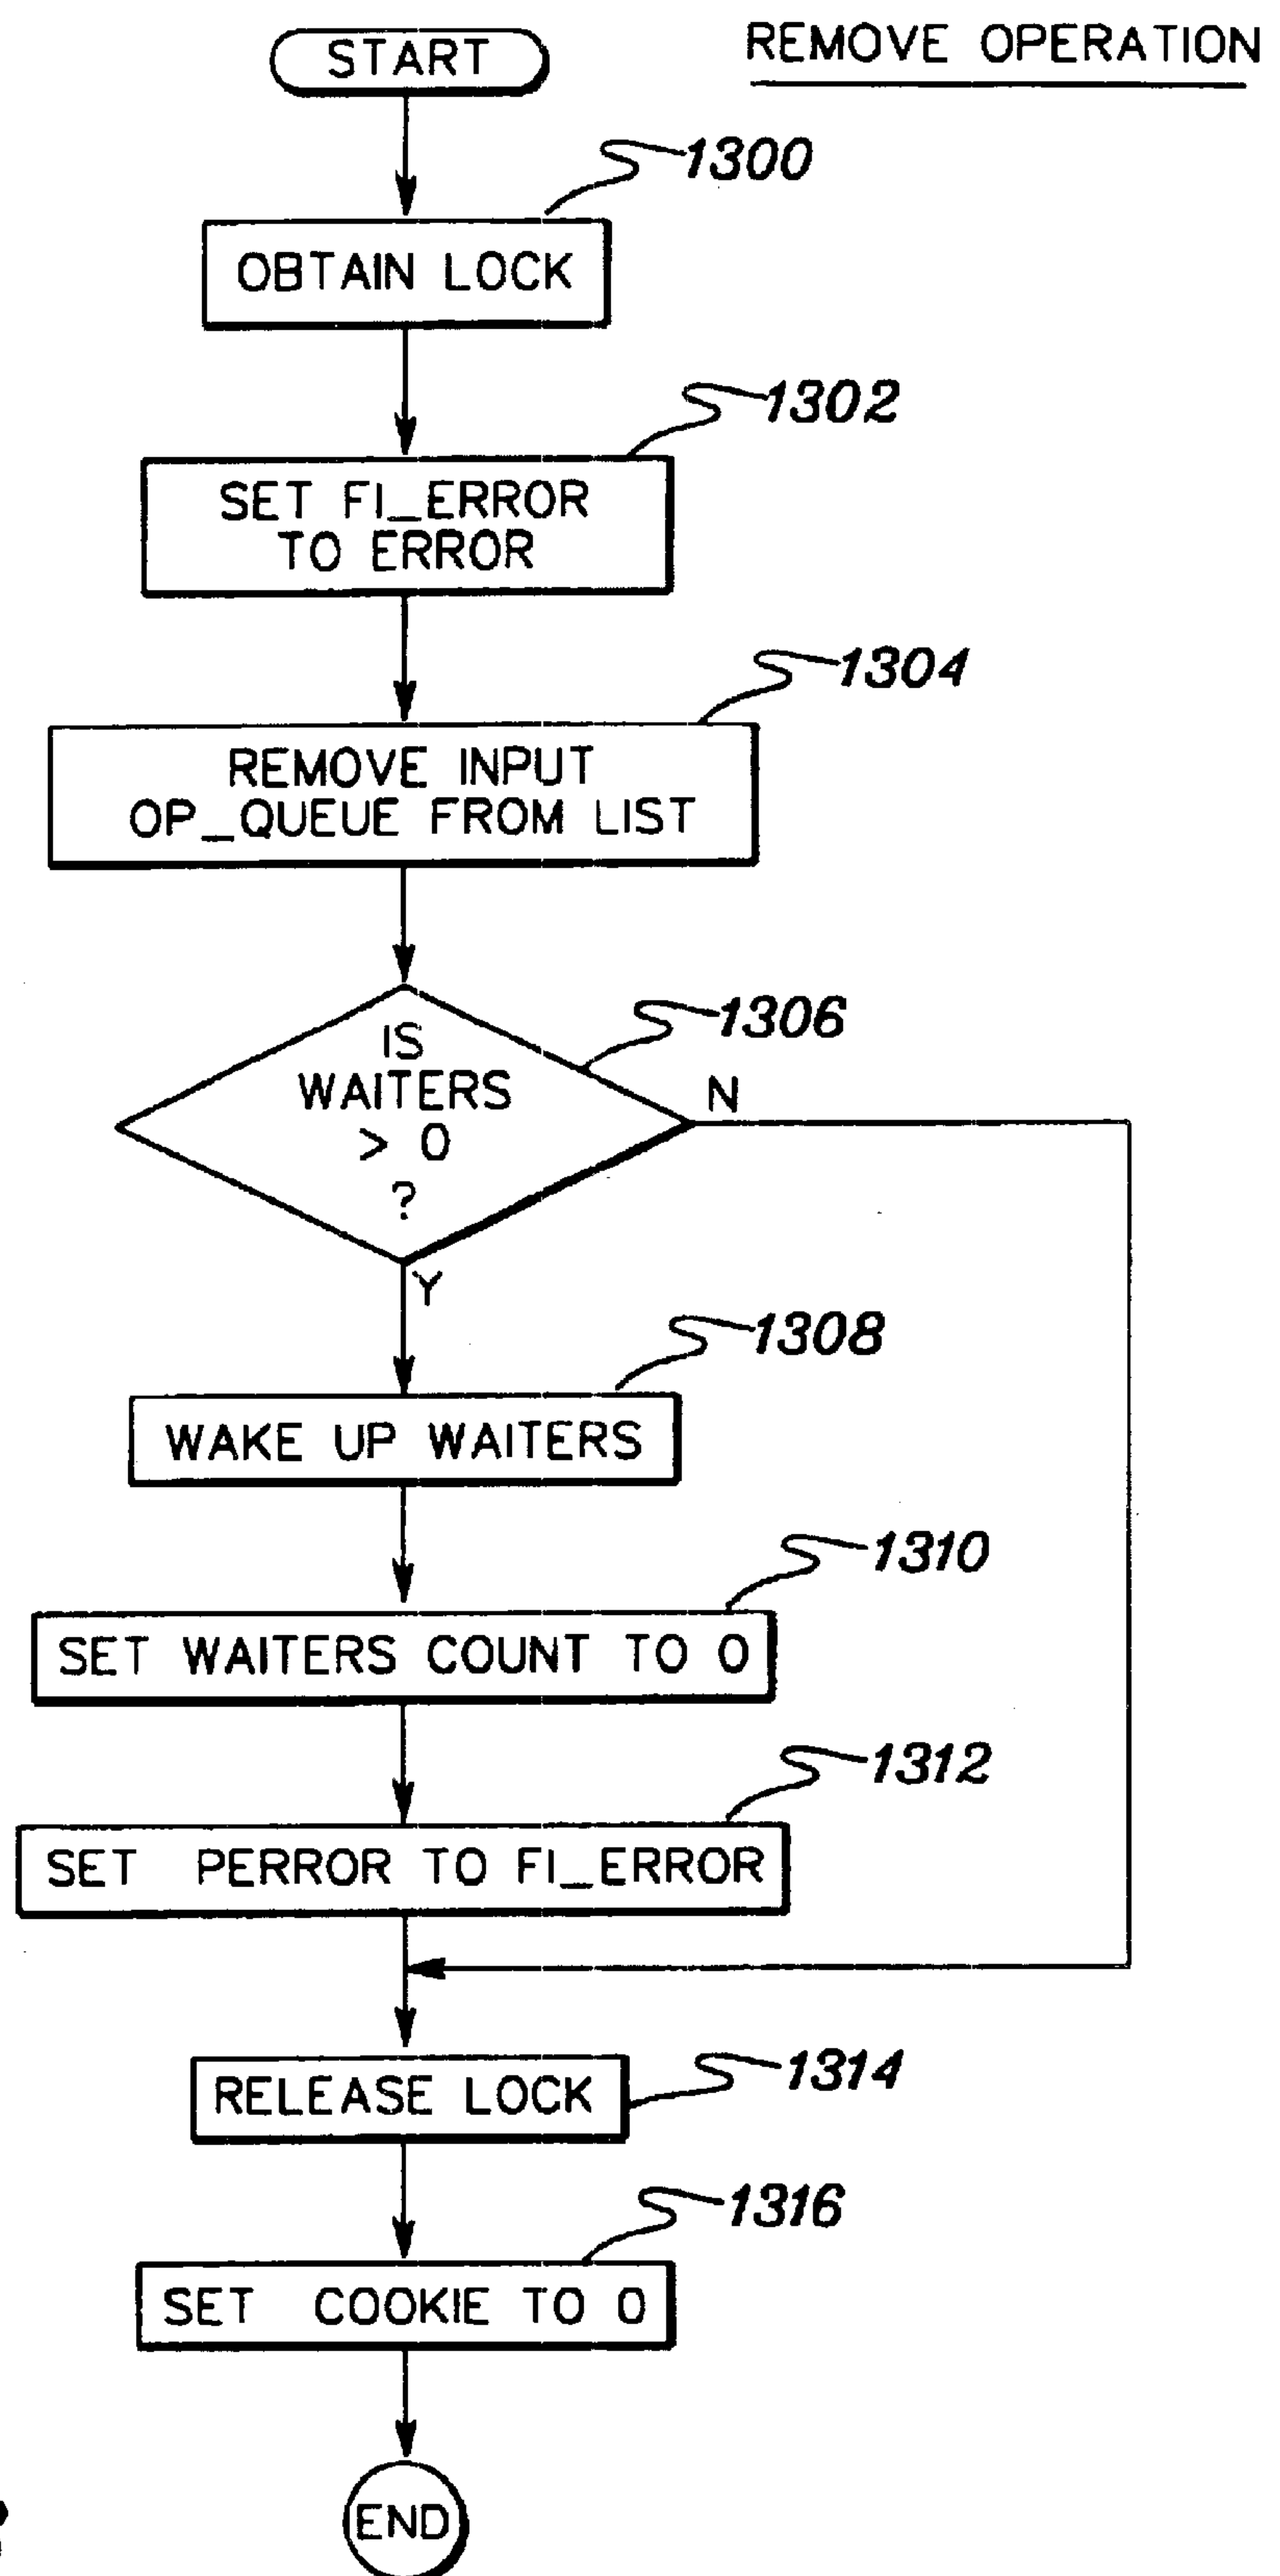 START
REMOVE OPERATION
1300
OBTAIN LOCK
1302
SET FI_ERROR
TO ERROR
1304
REMOVE INPUT
OP_QUEUE FROM LIST
1306
IS
WAITERS
> 0
?
N
Y
1308
WAKE UP WAITERS
1310
SET WAITERS COUNT TO 0
1312
SET PERROR TO FI_ERROR
1314
RELEASE LOCK
1316
SET COOKIE TO 0
END